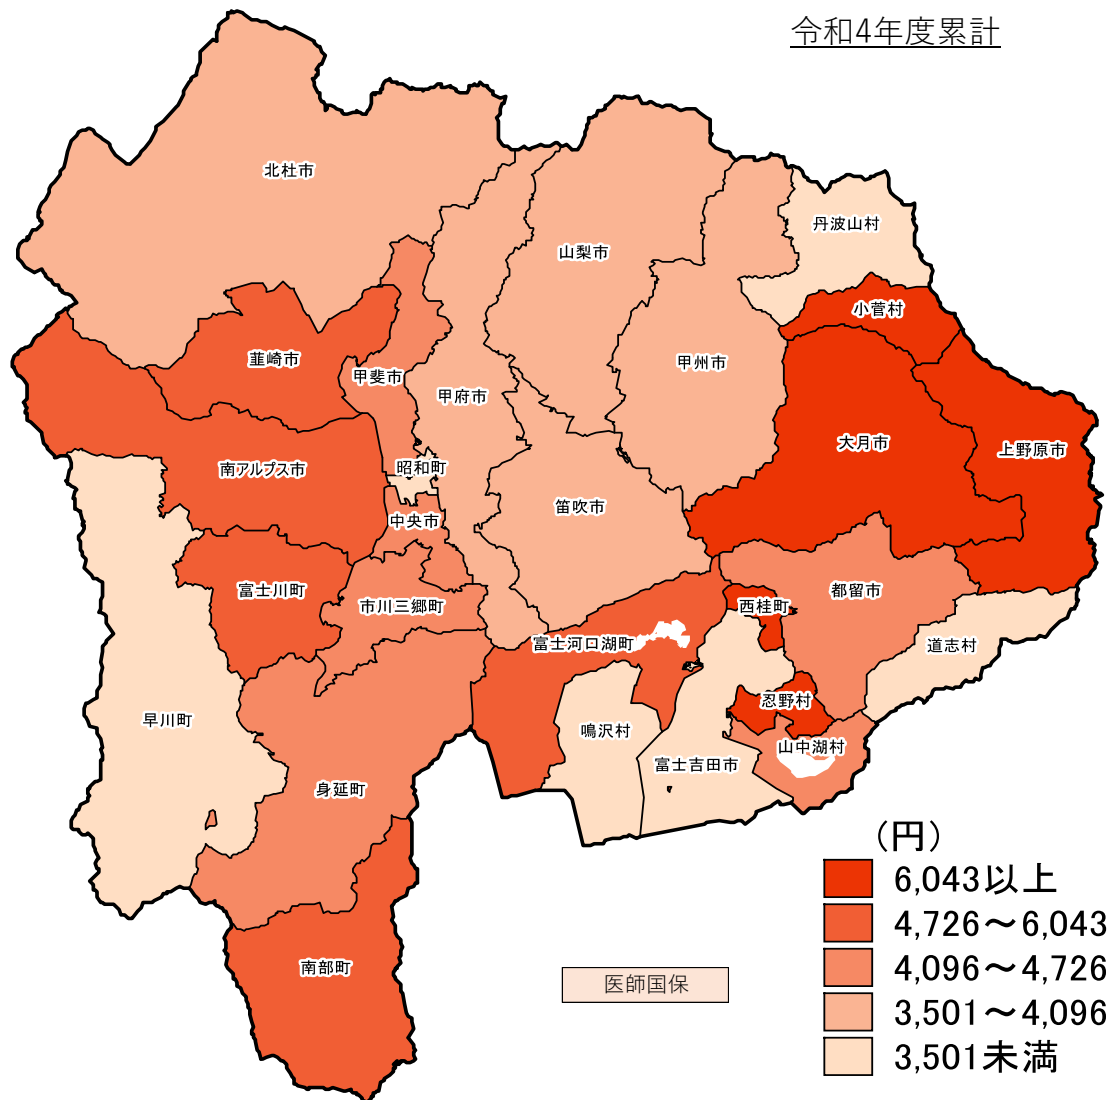 令和4年度累計
北杜市
丹波山村
山梨市
小菅村
韮崎市
甲州市
甲斐市
甲府市
大月市
上野原市
南アルプス市
昭和町
笛吹市
中央市
富士川町
市川三郷町
西桂町
都留市
富士河口湖町
道志村
忍野村
早川町
鳴沢村
山中湖村
富士吉田市
身延町
南部町
医師国保
(円)
6,043以上
4,726～6,043
4,096～4,726
3,501～4,096
3,501未満